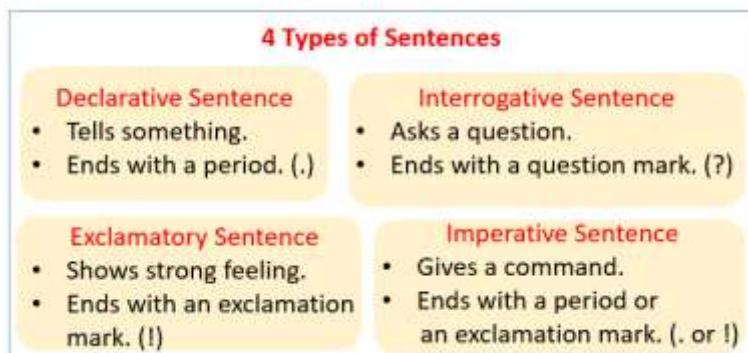 4 Types of Sentences
Declarative Sentence
• Tells something.
• Ends with a period. (.)
Interrogative Sentence
• Asks a question.
• Ends with a question mark. (?)
Exclamatory Sentence
• Shows strong feeling.
• Ends with an exclamation
mark. (!)
Imperative Sentence
• Gives a command.
• Ends with a period or
an exclamation mark. (. or !)